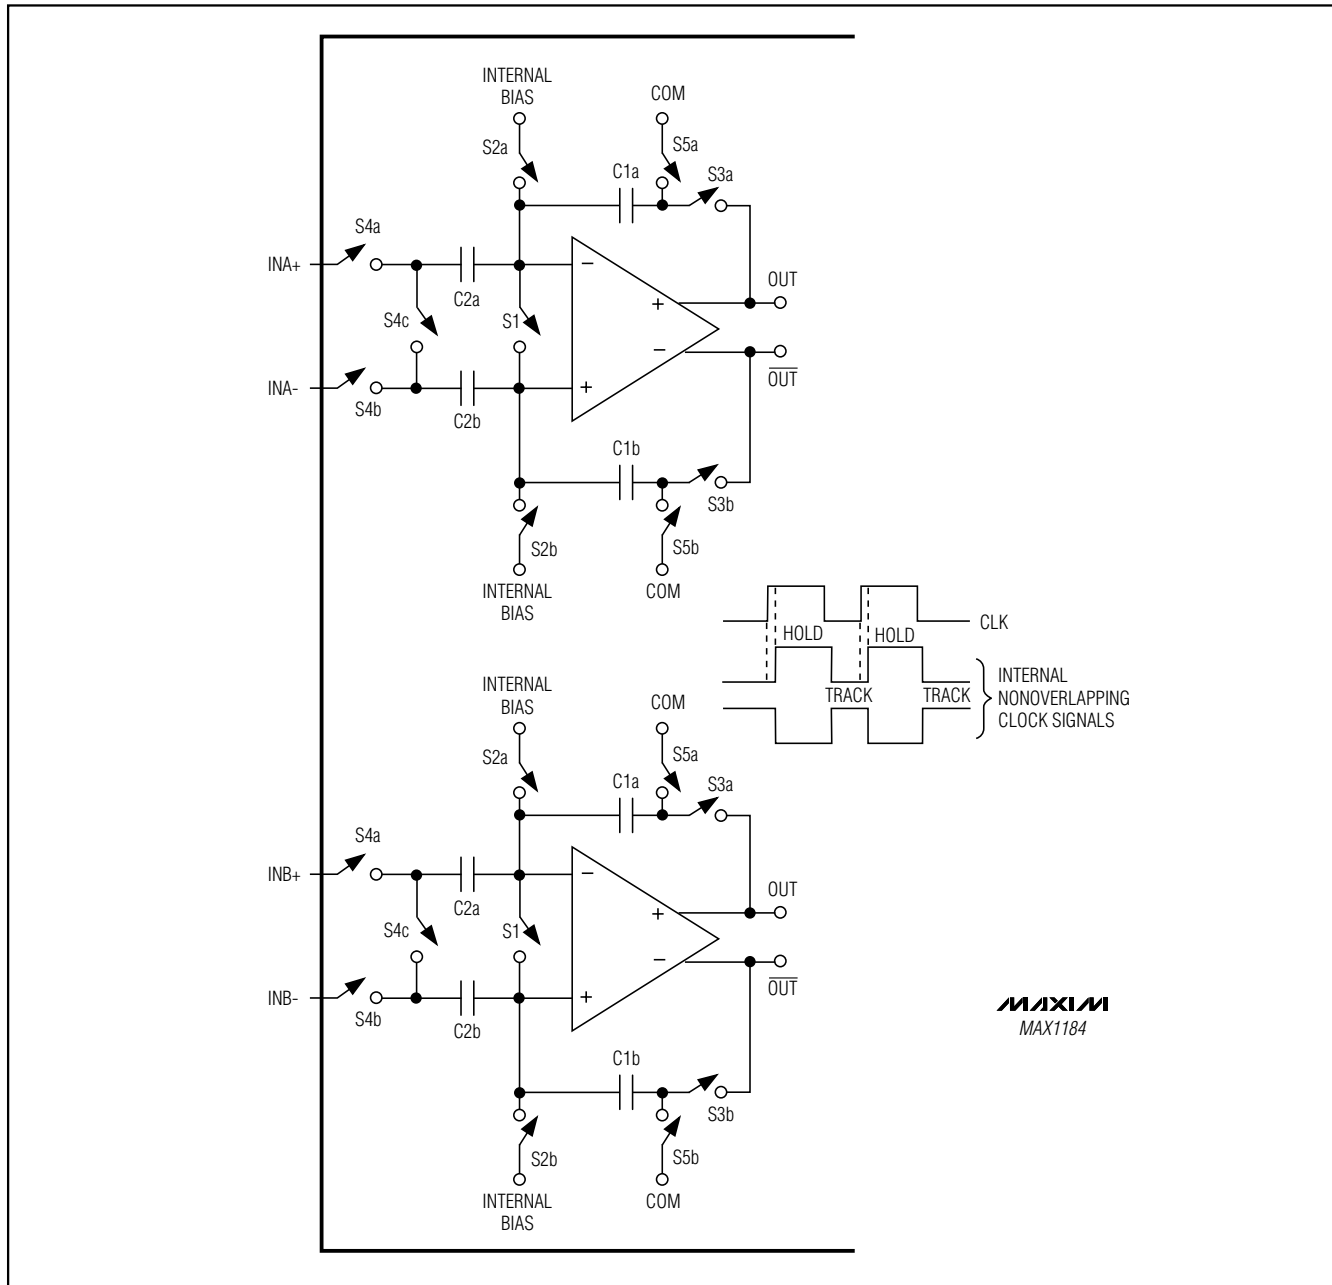 INTERNAL
BIAS
COM
S2a
S5a
C1a
S3a
S4a
INA+
−
C2a
OUT
+
S4c
S1
−
OUT
INA-
+
S4b
C2b
C1b
S3b
S2b
S5b
INTERNAL
BIAS
COM
CLK
HOLD
HOLD
TRACK
TRACK
INTERNAL
NONOVERLAPPING
CLOCK SIGNALS
INTERNAL
BIAS
COM
S2a
S5a
C1a
S3a
S4a
INB+
−
C2a
OUT
+
S4c
S1
−
OUT
INB-
+
S4b
C2b
MAXIM
MAX1184
C1b
S3b
S2b
S5b
INTERNAL
BIAS
COM